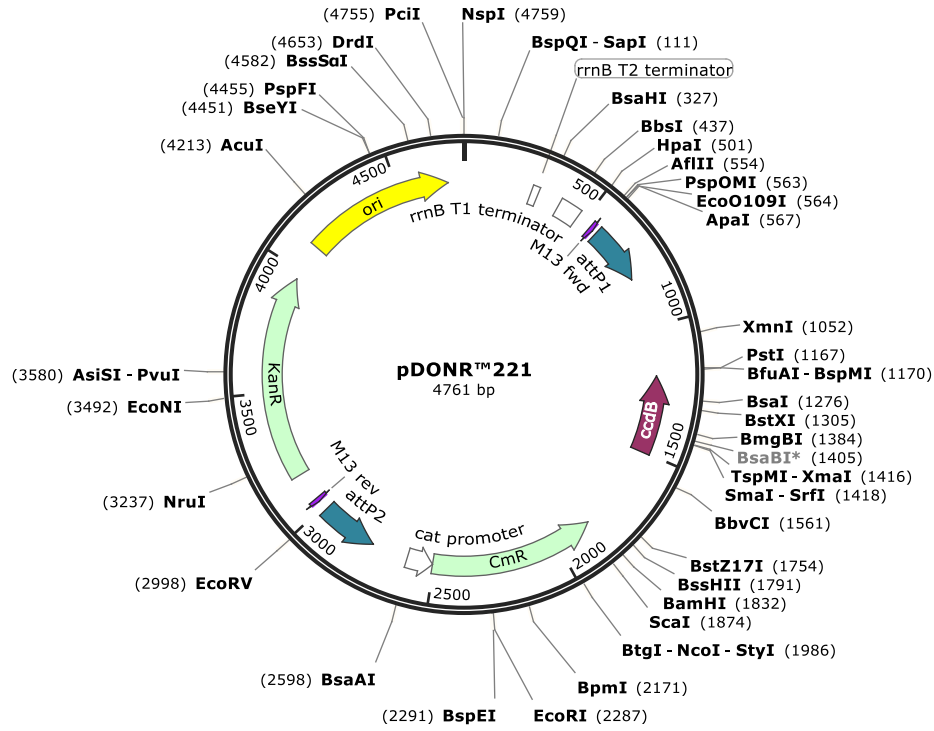 (4755) PciI
NspI (4759)
(4653) DrdI
(4582) BssSαI
(4455) PspFI
(4451) BseYI
(4213) AcuI
BspQI - SapI (111)
rrnB T2 terminator
BsaHI (327)
BbsI (437)
HpaI (501)
AflII (554)
PspOMI (563)
EcoO109I (564)
ApaI (567)
4500
500
ori
rrnB T1 terminator
M13 fwd
attP1
4000
1000
XmnI (1052)
PstI (1167)
BfuAI - BspMI (1170)
BsaI (1276)
BstXI (1305)
BmgBI (1384)
BsaBI* (1405)
TspMI - XmaI (1416)
SmaI - SrfI (1418)
BbvCI (1561)
pDONR™221
4761 bp
(3580) AsiSI - PvuI
(3492) EcoNI
KanR
3500
ccdB
1500
(3237) NruI
M13 rev
attP2
3000
(2998) EcoRV
cat promoter
CmR
2500
2000
BstZ17I (1754)
BssHII (1791)
BamHI (1832)
ScaI (1874)
BtgI - NcoI - StyI (1986)
(2598) BsaAI
BpmI (2171)
(2291) BspEI
EcoRI (2287)